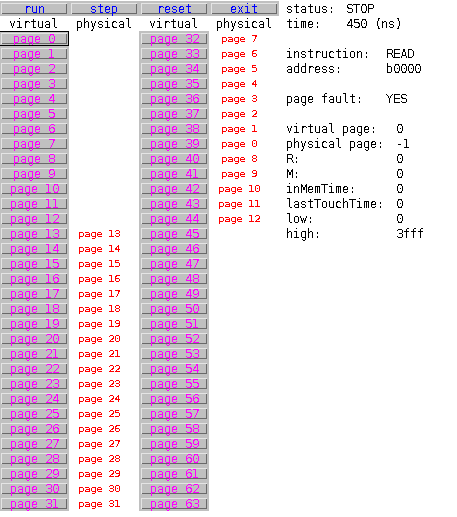 run step reset exit status: STOP
virtual physical virtual physical time: 450 (ns)
page 0 page 32 page 7
page 1 page 33 page 6 instruction: READ
page 2 page 34 page 5 address: b0000
page 3 page 35 page 4
page 4 page 36 page 3 page fault: YES
page 5 page 37 page 2
page 6 page 38 page 1 virtual page: 0
page 7 page 39 page 0 physical page: -1
page 8 page 40 page 8 R: 0
page 9 page 41 page 9 M: 0
page 10 page 42 page 10 inMemTime: 0
page 11 page 43 page 11 lastTouchTime: 0
page 12 page 44 page 12 low: 0
page 13 page 13 page 45 high: 3fff
page 14 page 14 page 46
page 15 page 15 page 47
page 16 page 16 page 48
page 17 page 17 page 49
page 18 page 18 page 50
page 19 page 19 page 51
page 20 page 20 page 52
page 21 page 21 page 53
page 22 page 22 page 54
page 23 page 23 page 55
page 24 page 24 page 56
page 25 page 25 page 57
page 26 page 26 page 58
page 27 page 27 page 59
page 28 page 28 page 60
page 29 page 29 page 61
page 30 page 30 page 62
page 31 page 31 page 63